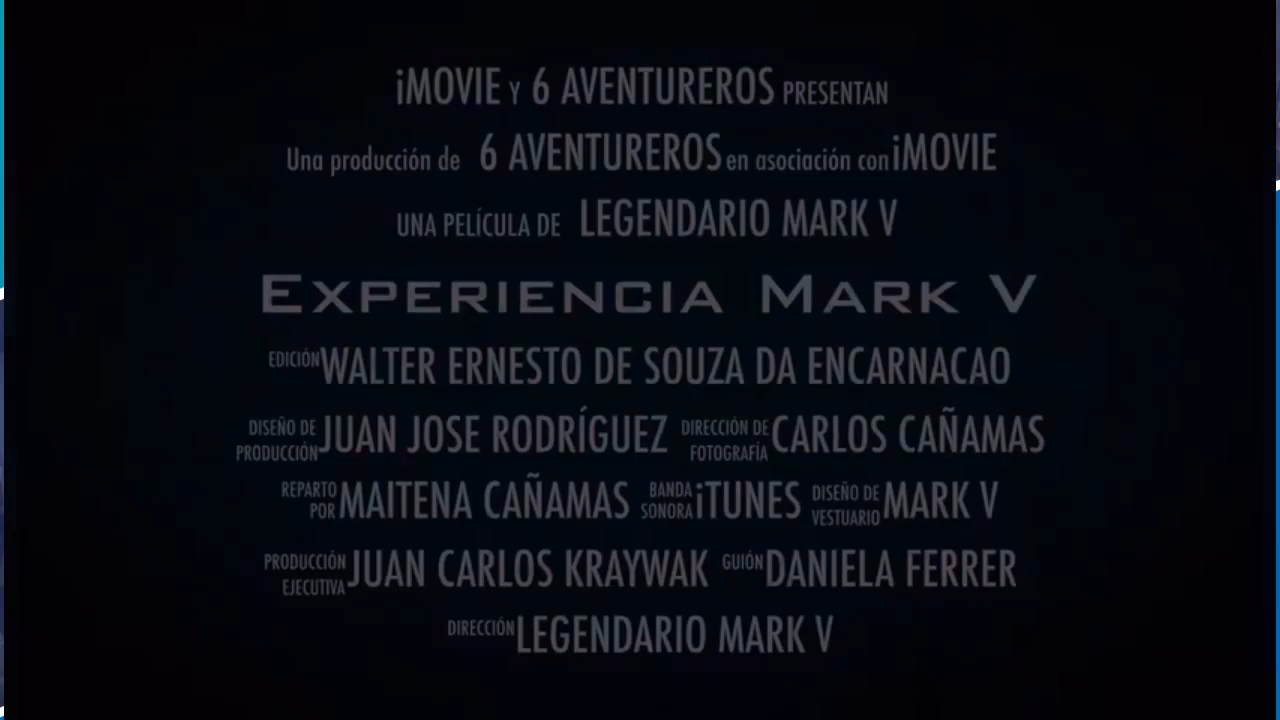 iMOVIE Y 6 AVENTUREROS PRESENTAN
Una producción de 6 AVENTUREROS en asociación con iMOVIE
UNA PELÍCULA DE LEGENDARIO MARK V
EXPERIENCIA MARK V
EDICIÓN WALTER ERNESTO DE SOUZA DA ENCARNACAO
DISEÑO DE PRODUCCIÓN JUAN JOSE RODRÍGUEZ DIRECCIÓN DE FOTOGRAFÍA CARLOS CAÑAMAS
REPARTO POR MAITENA CAÑAMAS BANDA SONORA iTUNES DISEÑO DE VESTUARIO MARK V
PRODUCCIÓN EJECUTIVA JUAN CARLOS KRAYWAK GUIÓN DANIELA FERRER
DIRECCIÓN LEGENDARIO MARK V